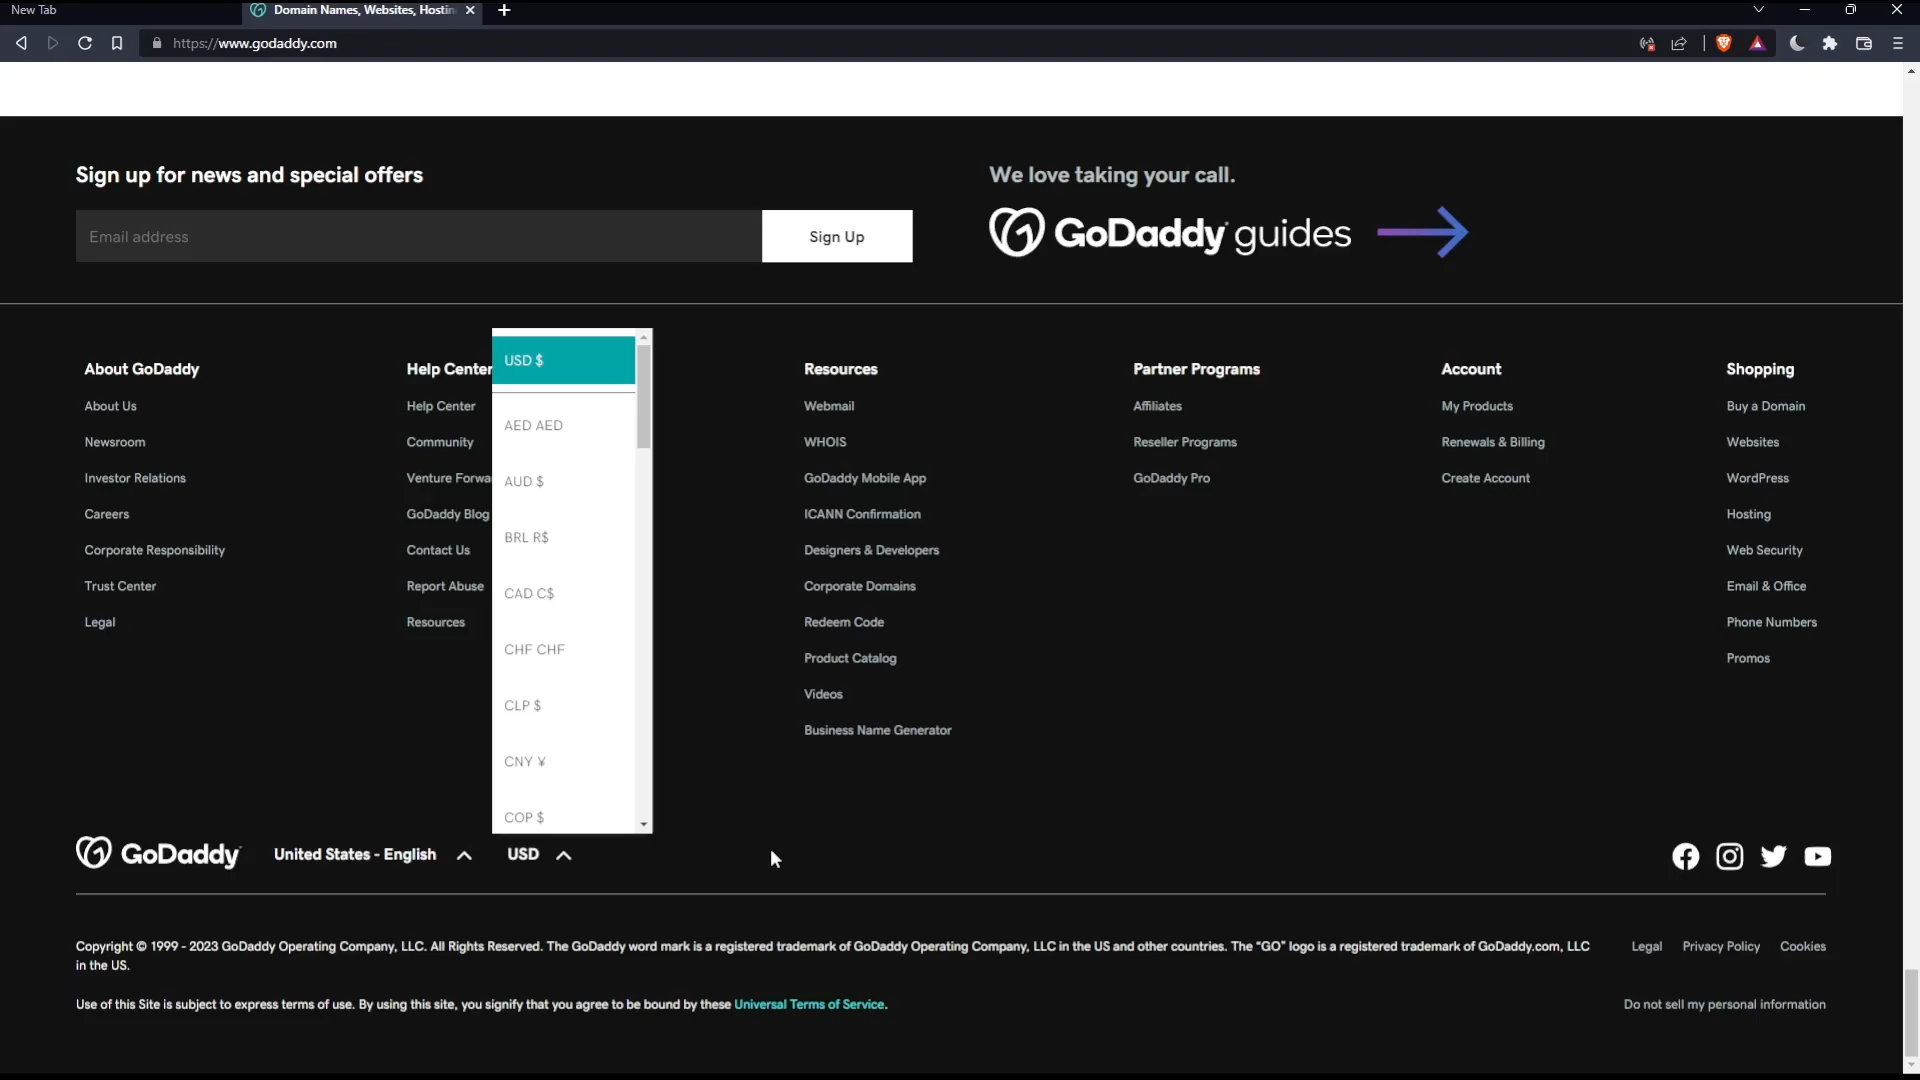 New Tab
Domain Names, Websites, Hostin
https://www.godaddy.com
Sign up for news and special offers
Email address
Sign Up
We love taking your call.
GoDaddy guides
About GoDaddy
About Us
Newsroom
Investor Relations
Careers
Corporate Responsibility
Trust Center
Legal
Help Center
Help Center
Community
Venture Forwa
GoDaddy Blog
Contact Us
Report Abuse
Resources
USD $
AED AED
AUD $
BRL R$
CAD C$
CHF CHF
CLP $
CNY ¥
COP $
Resources
Webmail
WHOIS
GoDaddy Mobile App
ICANN Confirmation
Designers & Developers
Corporate Domains
Redeem Code
Product Catalog
Videos
Business Name Generator
Partner Programs
Affiliates
Reseller Programs
GoDaddy Pro
Account
My Products
Renewals & Billing
Create Account
Shopping
Buy a Domain
Websites
WordPress
Hosting
Web Security
Email & Office
Phone Numbers
Promos
GoDaddy United States - English USD
Copyright © 1999 - 2023 GoDaddy Operating Company, LLC. All Rights Reserved. The GoDaddy word mark is a registered trademark of GoDaddy Operating Company, LLC in the US and other countries. The “GO” logo is a registered trademark of GoDaddy.com, LLC
in the US.
Legal Privacy Policy Cookies
Use of this Site is subject to express terms of use. By using this site, you signify that you agree to be bound by these Universal Terms of Service.
Do not sell my personal information